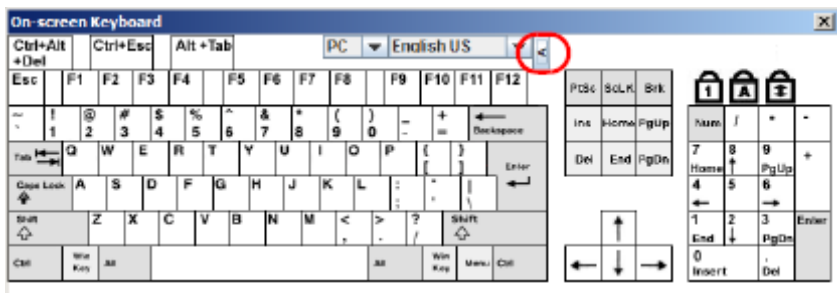 On-screen Keyboard
Ctrl+Alt +Del Ctrl+Esc Alt +Tab PC English US <
Esc F1 F2 F3 F4 F5 F6 F7 F8 F9 F10 F11 F12
PtSc ScLK Brk
1 A
~ ! @ # $ % ^ & * ( ) _ +
` 1 2 3 4 5 6 7 8 9 0 - = Backspace
Ins Home PgUp
Num / * -
Tab Q W E R T Y U I O P { } Enter
[ ]
Del End PgDn
7 Home 8 9 PgUp +
Caps Lock A S D F G H J K L : " |
; ' \
4 5 6
Shift Z X C V B N M < > ? Shift
, . /
1 End 2 3 PgDn Enter
Ctrl Win Key Alt Alt Win Key Menu Ctrl
0 Insert . Del